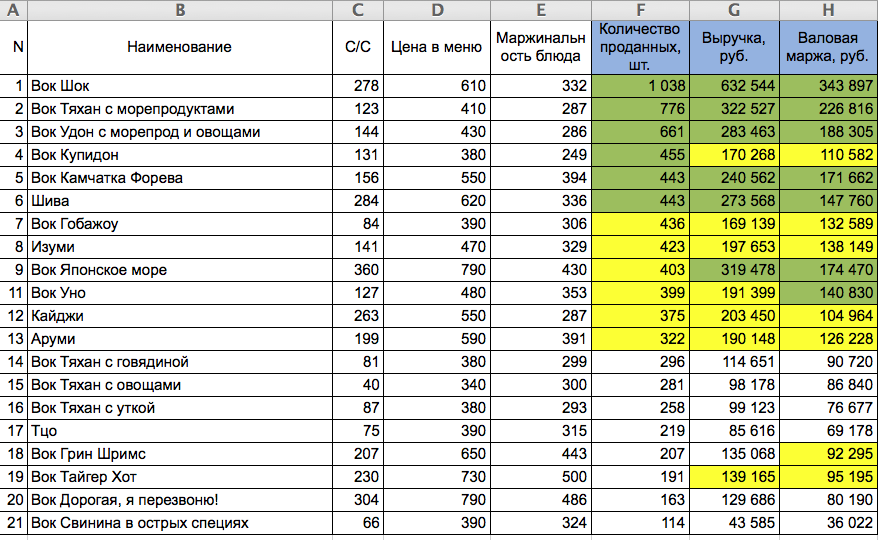 A B C D E F G H
N Наименование С/С Цена в меню Маржинальн ость блюда Количество проданных, шт. Выручка, руб. Валовая маржа, руб.
1 Вок Шок 278 610 332 1 038 632 544 343 897
2 Вок Тяхан с морепродуктами 123 410 287 776 322 527 226 816
3 Вок Удон с морепрод и овощами 144 430 286 661 283 463 188 305
4 Вок Купидон 131 380 249 455 170 268 110 582
5 Вок Камчатка Форева 156 550 394 443 240 562 171 662
6 Шива 284 620 336 443 273 568 147 760
7 Вок Гобажоу 84 390 306 436 169 139 132 589
8 Изуми 141 470 329 423 197 653 138 149
9 Вок Японское море 360 790 430 403 319 478 174 470
11 Вок Уно 127 480 353 399 191 399 140 830
12 Кайджи 263 550 287 375 203 450 104 964
13 Аруми 199 590 391 322 190 148 126 228
14 Вок Тяхан с говядиной 81 380 299 296 114 651 90 720
15 Вок Тяхан с овощами 40 340 300 281 98 178 86 840
16 Вок Тяхан с уткой 87 380 293 258 99 123 76 677
17 Тцо 75 390 315 219 85 616 69 178
18 Вок Грин Шримс 207 650 443 207 135 068 92 295
19 Вок Тайгер Хот 230 730 500 191 139 165 95 195
20 Вок Дорогая, я перезвоню! 304 790 486 163 129 686 80 190
21 Вок Свинина в острых специях 66 390 324 114 43 585 36 022